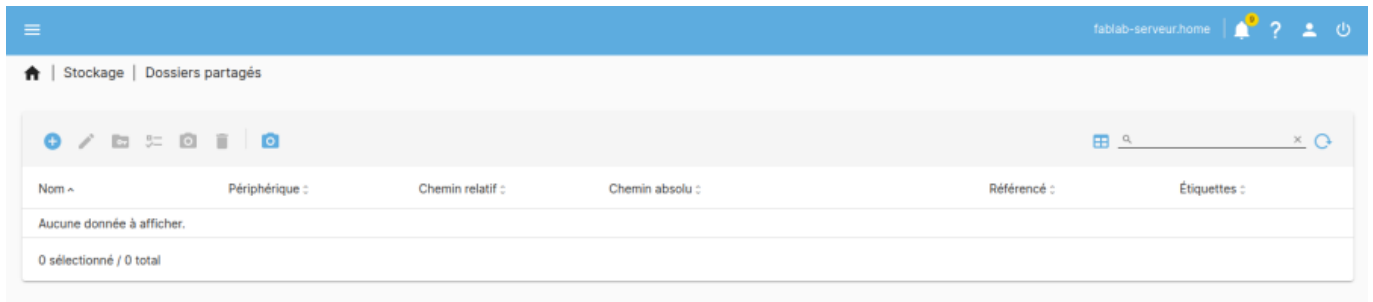 fablab-serveur.home ?
Stockage | Dossiers partagés
Nom Périphérique Chemin relatif Chemin absolu Référencé Étiquettes
Aucune donnée à afficher.
0 sélectionné / 0 total